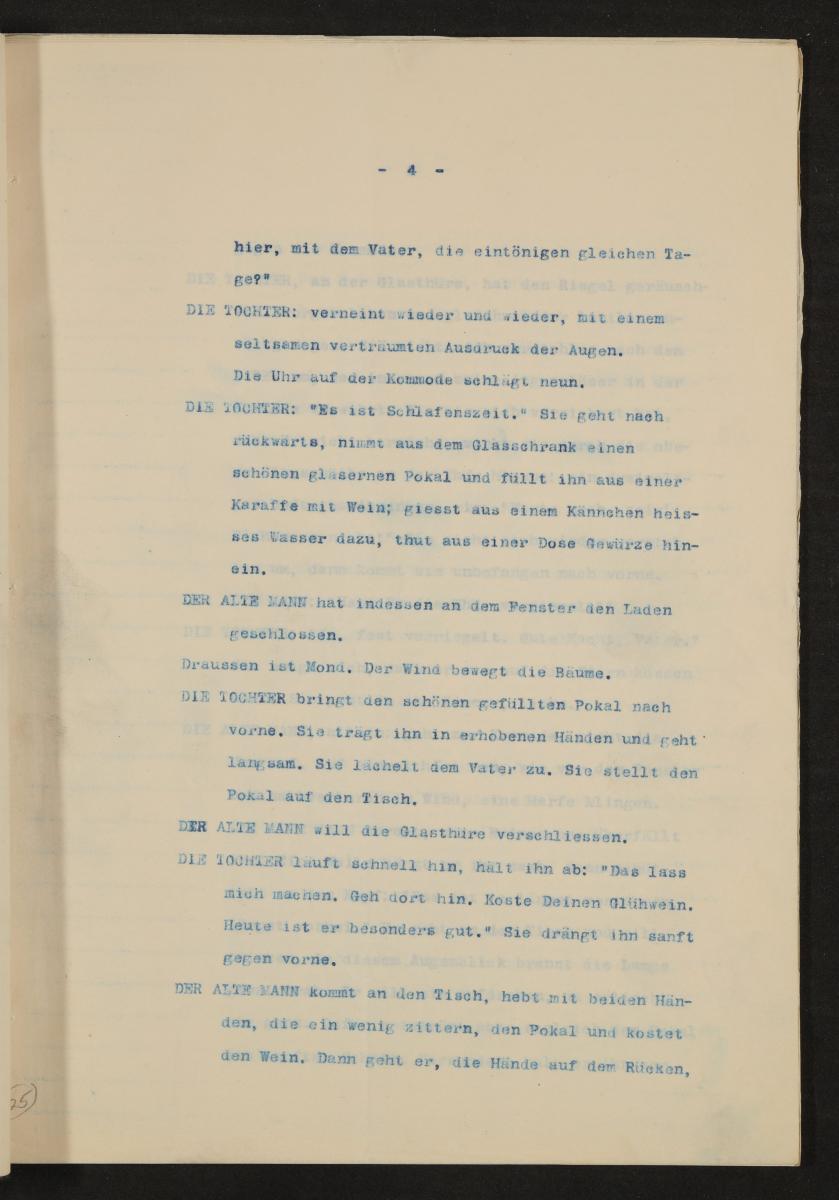 - 4 -
hier, mit dem Vater, die eintönigen gleichen Ta-
ge?"
DIE TOCHTER: verneint wieder und wieder, mit einem
seltsamen verträumten Ausdruck der Augen.
Die Uhr auf der Kommode schlägt neun.
DIE TOCHTER: "Es ist Schlafenszeit." Sie geht nach
rückwärts, nimmt aus dem Glasschrank einen
schönen gläsernen Pokal und füllt ihn aus einer
Karaffe mit Wein; giesst aus einem Kännchen heis-
ses Wasser dazu, thut aus einer Dose Gewürze hin-
ein.
DER ALTE MANN hat indessen an dem Fenster den Laden
geschlossen.
Draussen ist Mond. Der Wind bewegt die Bäume.
DIE TOCHTER bringt den schönen gefüllten Pokal nach
vorne. Sie trägt ihn in erhobenen Händen und geht
langsam. Sie lächelt dem Vater zu. Sie stellt den
Pokal auf den Tisch.
DER ALTE MANN will die Glasthüre verschliessen.
DIE TOCHTER läuft schnell hin, hält ihn ab: "Das lass
mich machen. Geh dort hin. Koste Deinen Glühwein.
Heute ist er besonders gut." Sie drängt ihn sanft
gegen vorne.
DER ALTE MANN kommt an den Tisch, hebt mit beiden Hän-
den, die ein wenig zittern, den Pokal und kostet
den Wein. Dann geht er, die Hände auf dem Rücken,
25)